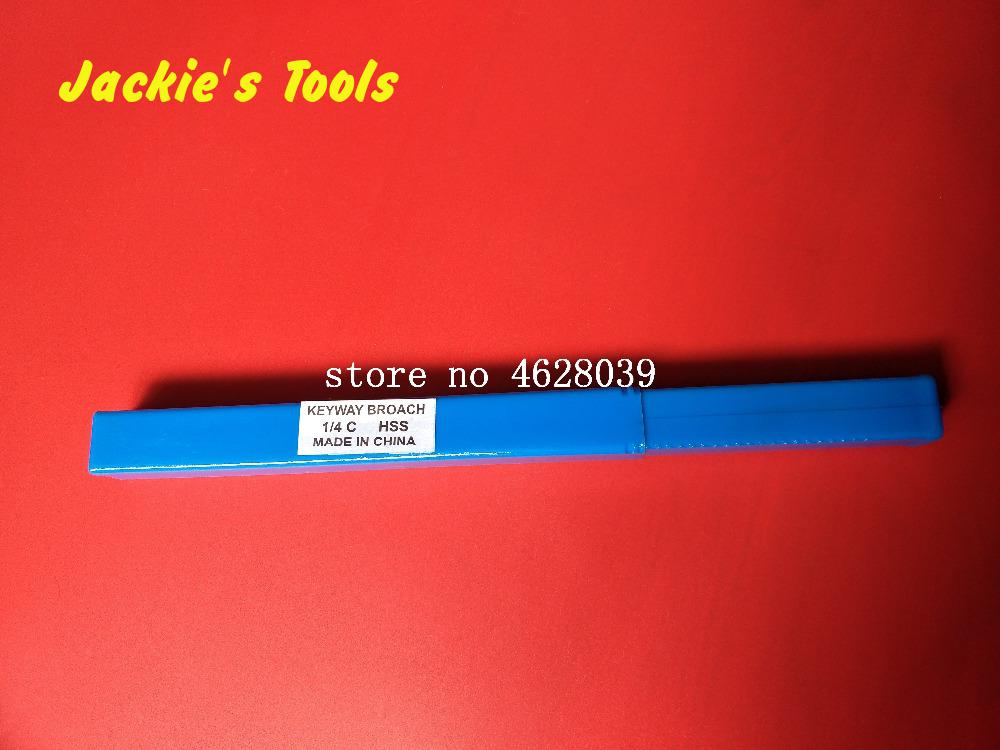 Jackie's Tools
store no 4628039
KEYWAY BROACH
1/4 C HSS
MADE IN CHINA